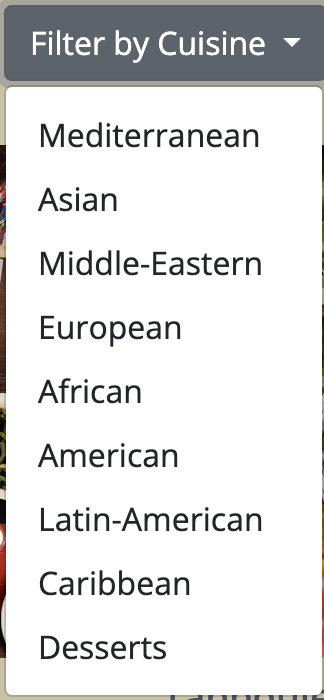 Filter by Cuisine
Mediterranean
Asian
Middle-Eastern
European
African
American
Latin-American
Caribbean
Desserts